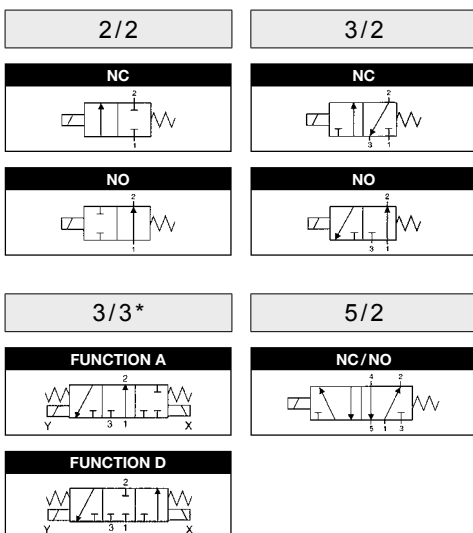 2/2
3/2
NC
2
1
NC
2
3 1
NO
2
1
NO
2
3 1
3/3*
5/2
FUNCTION A
2
3 1
Y X
NC/NO
4 2
5 1 3
FUNCTION D
2
3 1
Y X